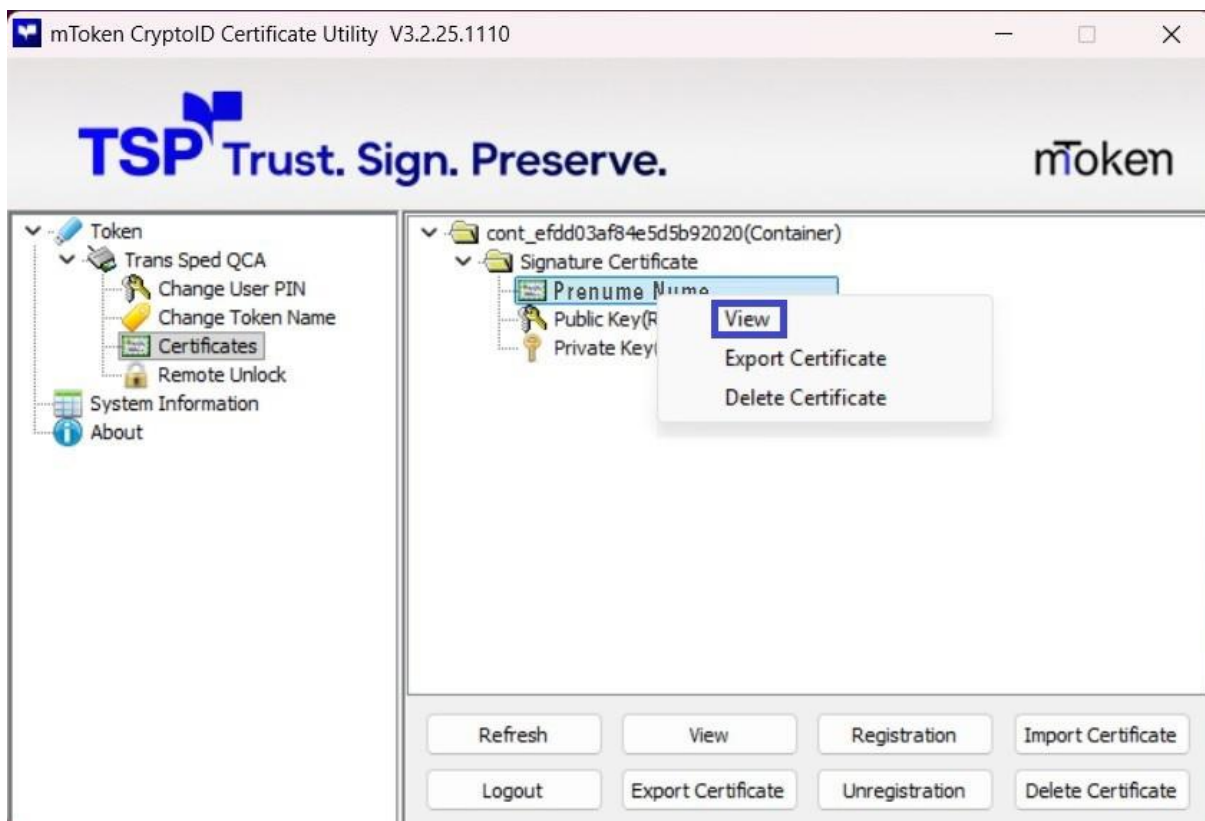 mToken CryptoID Certificate Utility V3.2.25.1110
TSP Trust. Sign. Preserve.
mToken
Token
Trans Sped QCA
Change User PIN
Change Token Name
Certificates
Remote Unlock
System Information
About
cont_efdd03af84e5d5b92020(Container)
Signature Certificate
Prenume Nume
Public Key(R
Private Key(
View
Export Certificate
Delete Certificate
Refresh View Registration Import Certificate
Logout Export Certificate Unregistration Delete Certificate